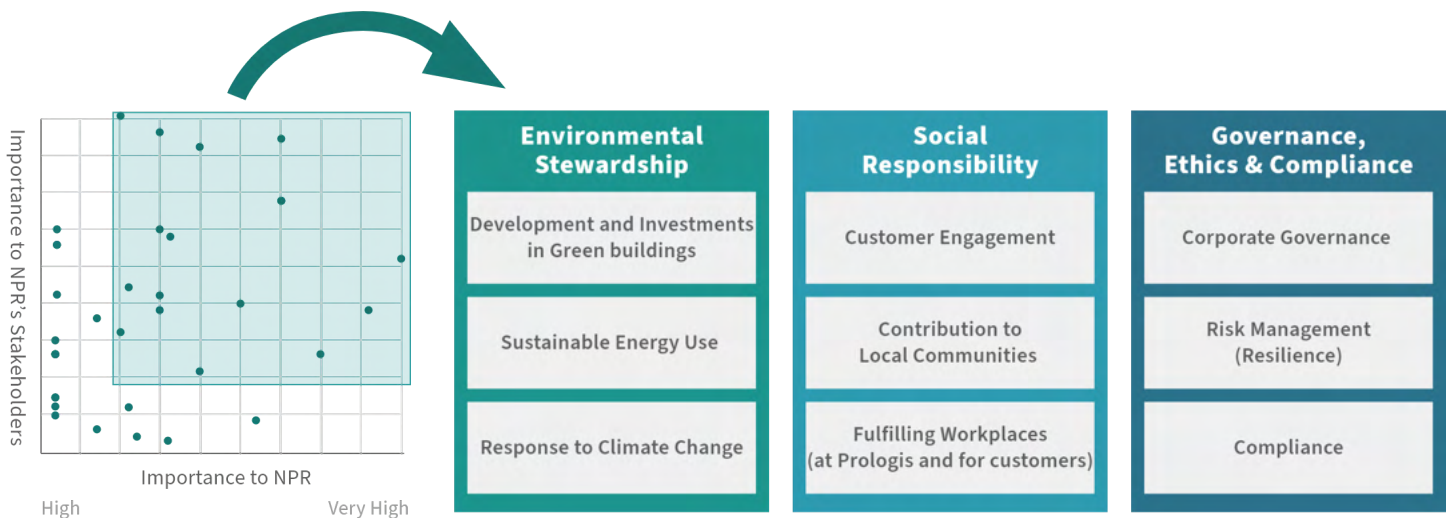 Importance to NPR's Stakeholders
Importance to NPR
High
Very High
Environmental
Stewardship
Development and Investments
in Green buildings
Sustainable Energy Use
Response to Climate Change
Social
Responsibility
Customer Engagement
Contribution to
Local Communities
Fulfilling Workplaces
(at Prologis and for customers)
Governance,
Ethics & Compliance
Corporate Governance
Risk Management
(Resilience)
Compliance